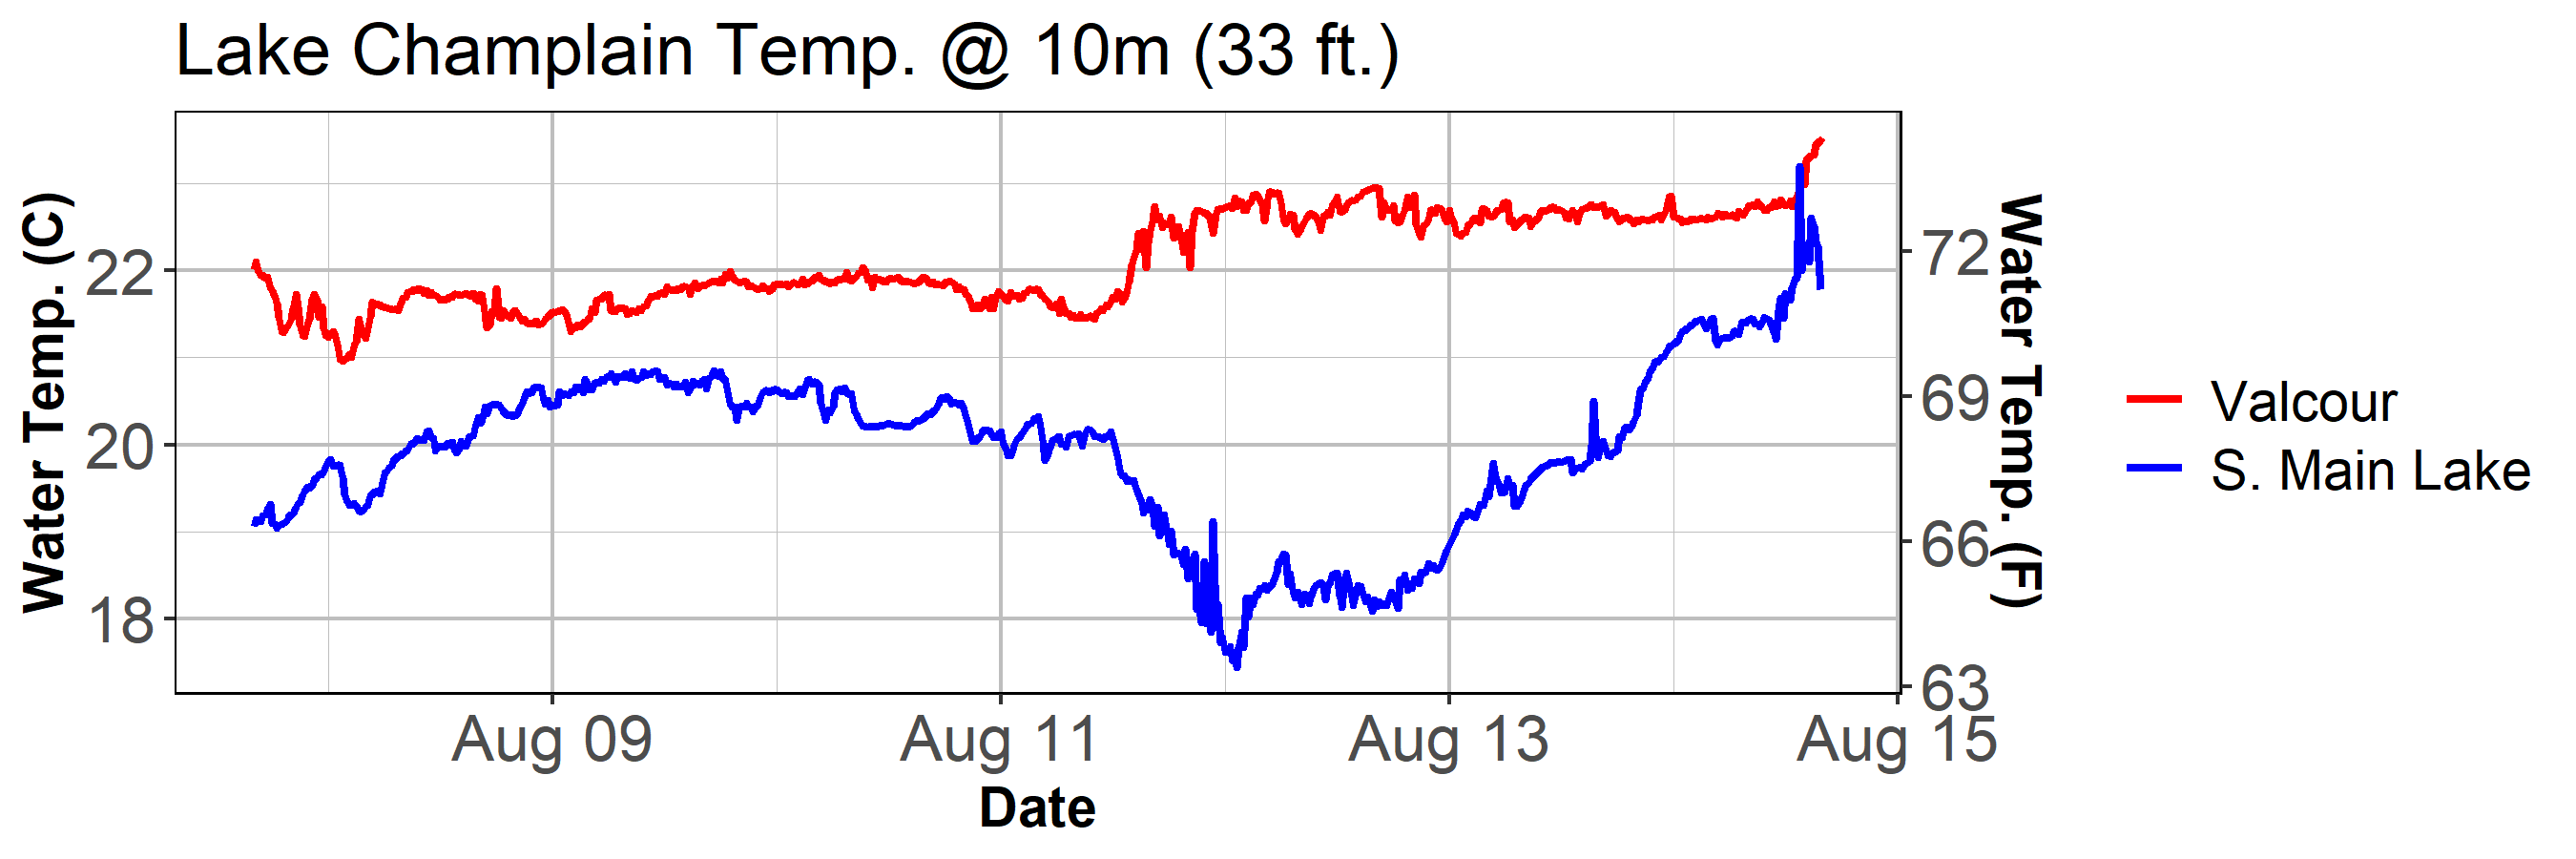 Lake Champlain Temp. @ 10m (33 ft.)
Water Temp. (C)
22
20
18
72
69
66
63
Water Temp. (F)
Valcour
S. Main Lake
Aug 09
Aug 11
Aug 13
Aug 15
Date